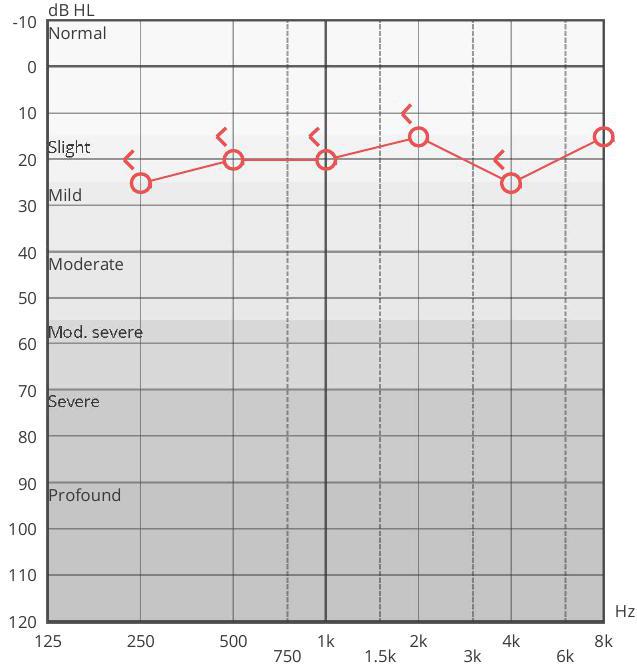 dB HL
-10
Normal
0
10
Slight
20
Mild
30
40
Moderate
50
Mod. severe
60
70
Severe
80
90
Profound
100
110
120
Hz
125 250 500 1k 2k 4k 8k
750 1.5k 3k 6k